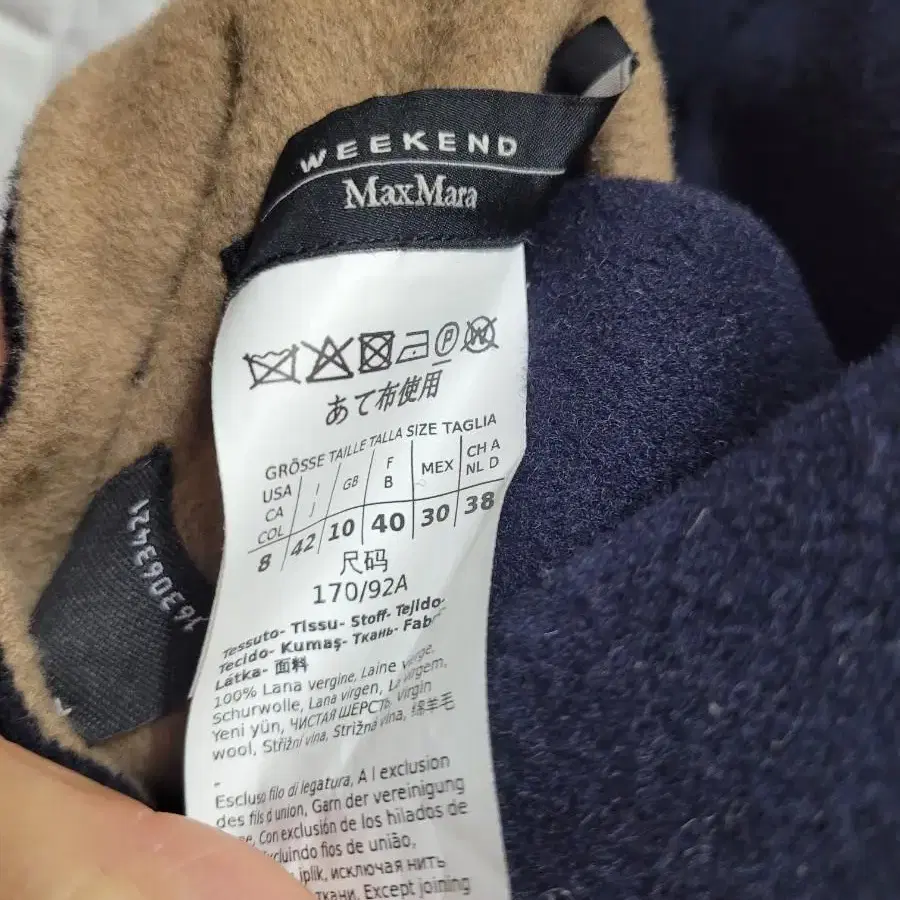 WEEKEND
MaxMara
あて布使用
GRÖSSE TAILLE TALLA SIZE TAGLIA
USA CA COL | I J | GB | F B | MEX | CH A NL D
8 | 42 | 10 | 40 | 30 | 38
尺码
170/92A
Tessuto- Tissu- Stoff- Tejido-
Tecido- Kumaş- Ткань-
Látka- 面料
100% Lana vergine, Laine vierge,
Schurwolle, Lana virgen, Lã virgem,
Yeni yün, ЧИСТАЯ ШЕРСТЬ, virgin
wool, Střižní vlna, Strižná vlna, 绵羊毛
-
Escluso filo di legatura, A l exclusion
des fils d union, Garn der vereinigung
Con exclusión de los hilados de
fios de união,
iplik, исключая нить
ткани, Except joining